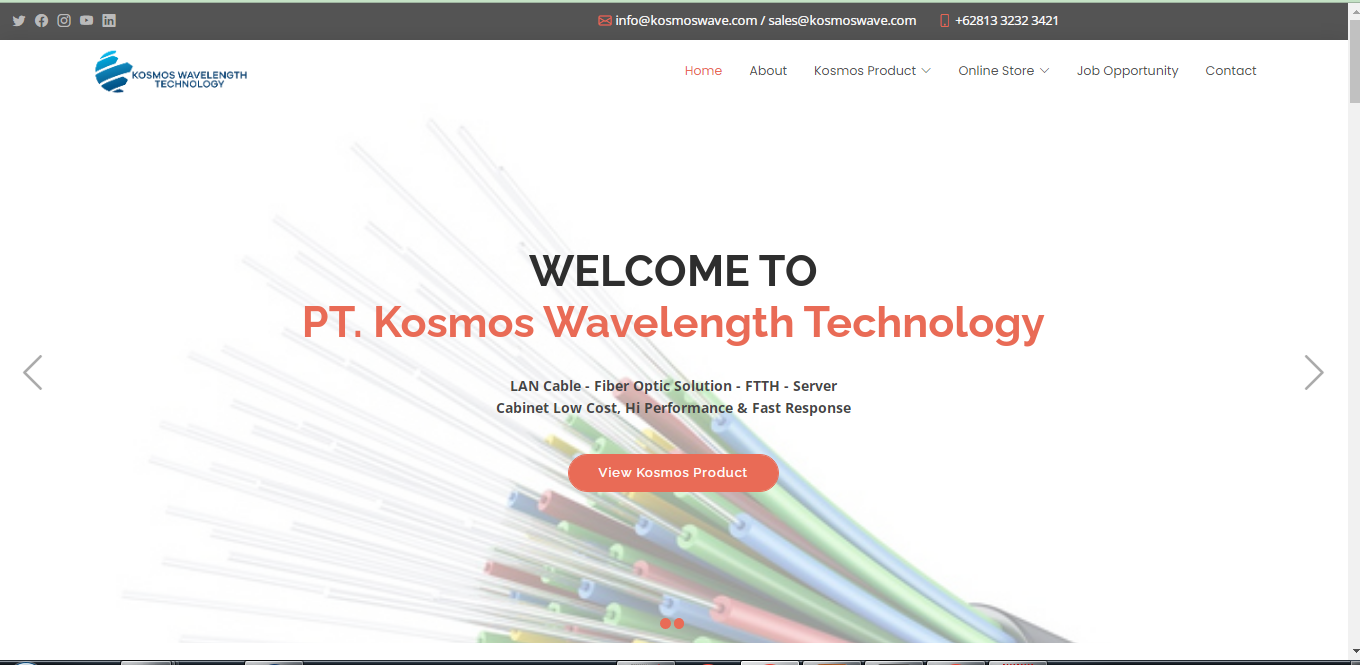 info@kosmoswave.com / sales@kosmoswave.com +62813 3232 3421
KOSMOS WAVELENGTH
TECHNOLOGY
Home About Kosmos Product Online Store Job Opportunity Contact
WELCOME TO
PT. Kosmos Wavelength Technology
LAN Cable - Fiber Optic Solution - FTTH - Server
Cabinet Low Cost, Hi Performance & Fast Response
View Kosmos Product